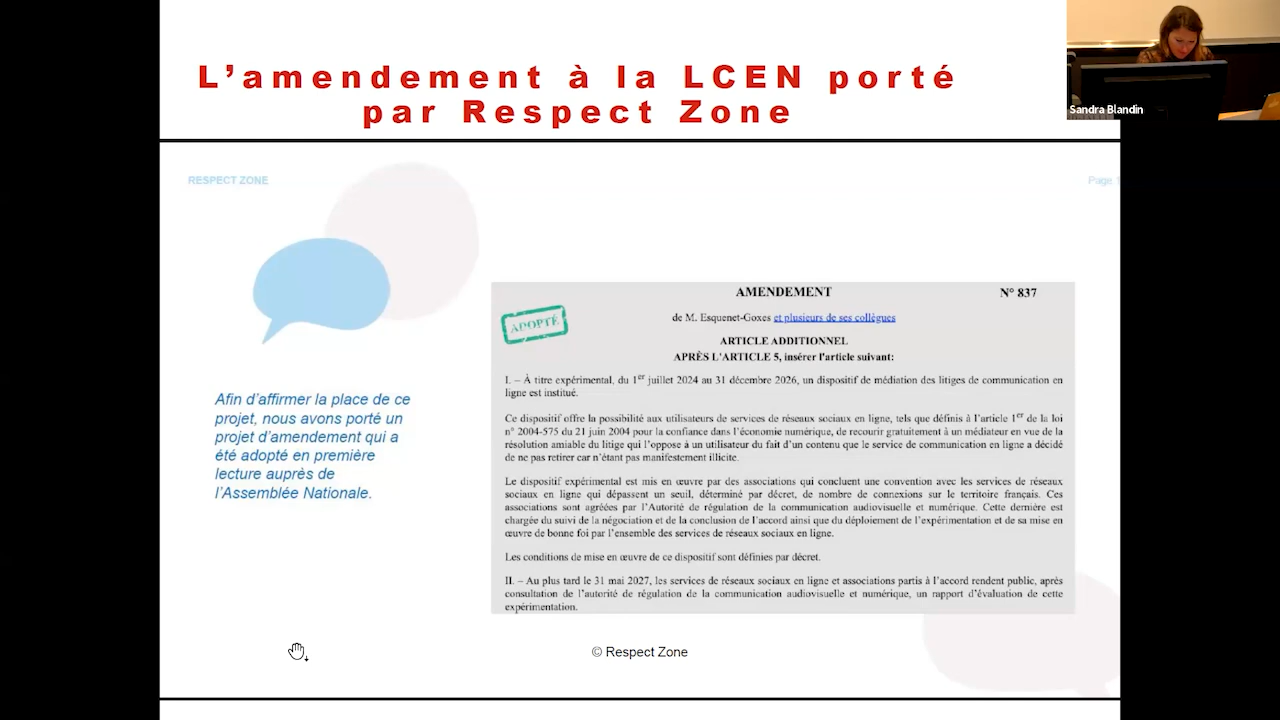 L'amendement à la LCEN porté
par Respect Zone
Sandra Blandin
RESPECT ZONE
Page
AMENDEMENT
N° 837
ADOPTÉ
de M. Esquenet-Goxes et plusieurs de ses collègues
ARTICLE ADDITIONNEL
APRÈS L'ARTICLE 5, insérer l'article suivant:
I. – À titre expérimental, du 1er juillet 2024 au 31 décembre 2026, un dispositif de médiation des litiges de communication en
ligne est institué.
Ce dispositif offre la possibilité aux utilisateurs de services de réseaux sociaux en ligne, tels que définis à l'article 1er de la loi
n° 2004-575 du 21 juin 2004 pour la confiance dans l'économie numérique, de recourir gratuitement à un médiateur en vue de la
résolution amiable du litige qui l'oppose à un utilisateur du fait d'un contenu que le service de communication en ligne a décidé
de ne pas retirer car n'étant pas manifestement illicite.
Le dispositif expérimental est mis en œuvre par des associations qui concluent une convention avec les services de réseaux
sociaux en ligne qui dépassent un seuil, déterminé par décret, de nombre de connexions sur le territoire français. Ces
associations sont agréées par l'Autorité de régulation de la communication audiovisuelle et numérique. Cette dernière est
chargée du suivi de la négociation et de la conclusion de l'accord ainsi que du déploiement de l'expérimentation et de sa mise en
œuvre de bonne foi par l'ensemble des services de réseaux sociaux en ligne.
Les conditions de mise en œuvre de ce dispositif sont définies par décret.
II. – Au plus tard le 31 mai 2027, les services de réseaux sociaux en ligne et associations partis à l'accord rendent public, après
consultation de l'autorité de régulation de la communication audiovisuelle et numérique, un rapport d'évaluation de cette
expérimentation.
Afin d'affirmer la place de ce
projet, nous avons porté un
projet d'amendement qui a
été adopté en première
lecture auprès de
l'Assemblée Nationale.
© Respect Zone